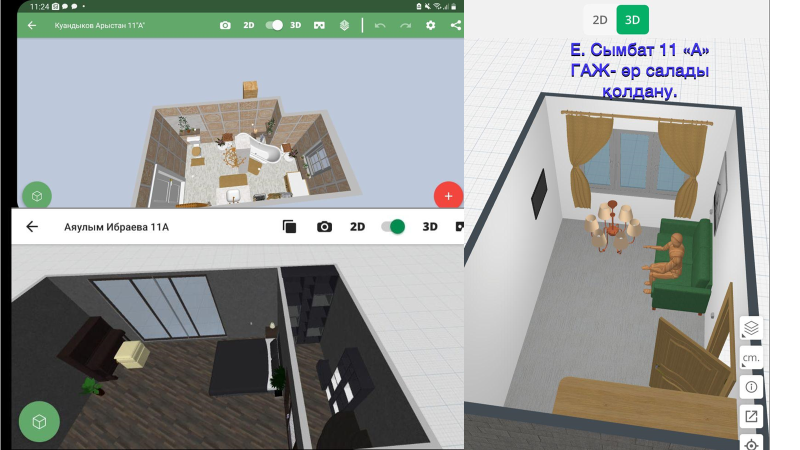 11:24
Куандыков Арыстан 11"А"
2D
3D
Аяулым Ибраева 11А
2D
3D
2D
3D
Е. Сымбат 11 «А»
ГАЖ- әр салады
қолдану.
cm.